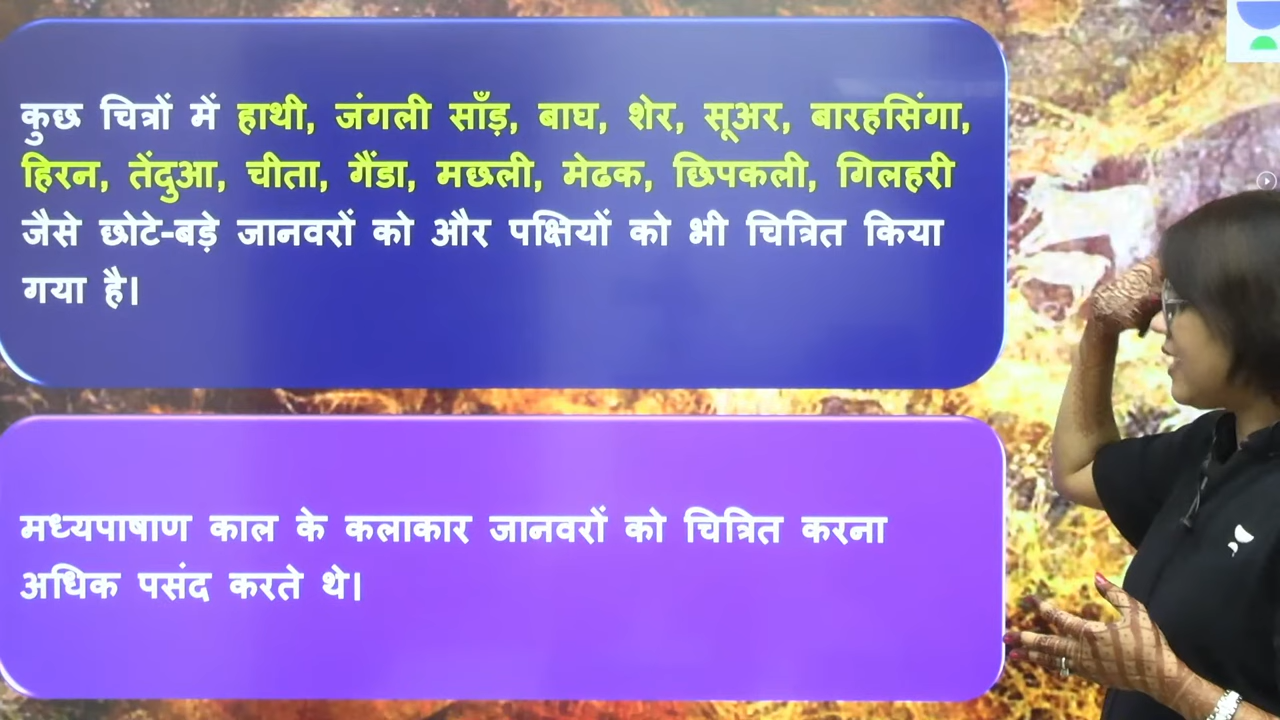 कुछ चित्रों में हाथी, जंगली साँड़, बाघ, शेर, सूअर, बारहसिंगा,
हिरन, तेंदुआ, चीता, गैंडा, मछली, मेढक, छिपकली, गिलहरी
जैसे छोटे-बड़े जानवरों को और पक्षियों को भी चित्रित किया
गया है।
मध्यपाषाण काल के कलाकार जानवरों को चित्रित करना
अधिक पसंद करते थे।